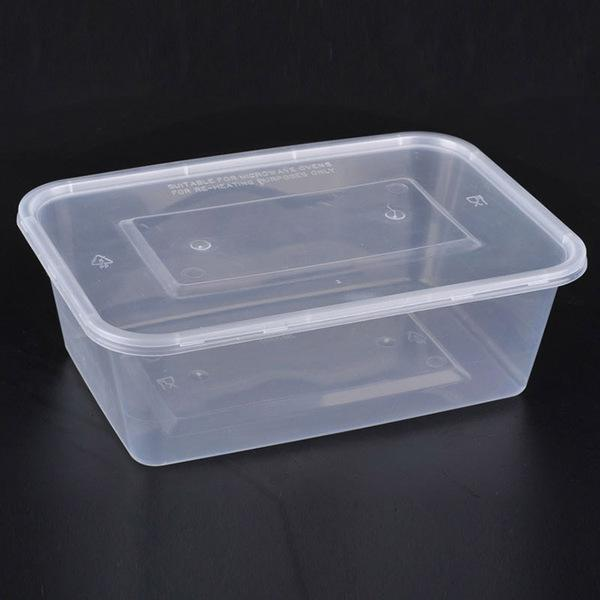 SUITABLE FOR MICROWAVE OVENS
FOR RE-HEATING PURPOSES ONLY